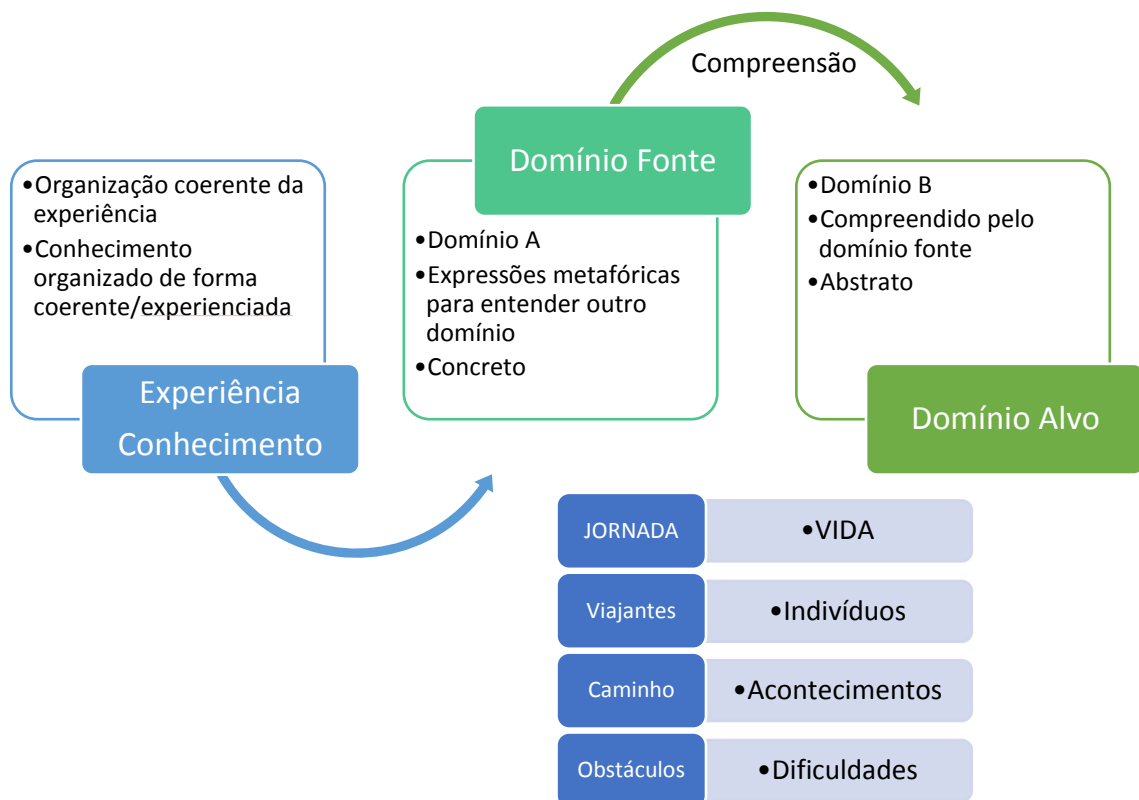 Compreensão
•Organização coerente da
experiência
•Conhecimento
organizado de forma
coerente/experienciada
Experiência
Conhecimento
Domínio Fonte
•Domínio A
•Expressões metafóricas
para entender outro
domínio
•Concreto
•Domínio B
•Compreendido pelo
domínio fonte
•Abstrato
Domínio Alvo
JORNADA •VIDA
Viajantes •Indivíduos
Caminho •Acontecimentos
Obstáculos •Dificuldades